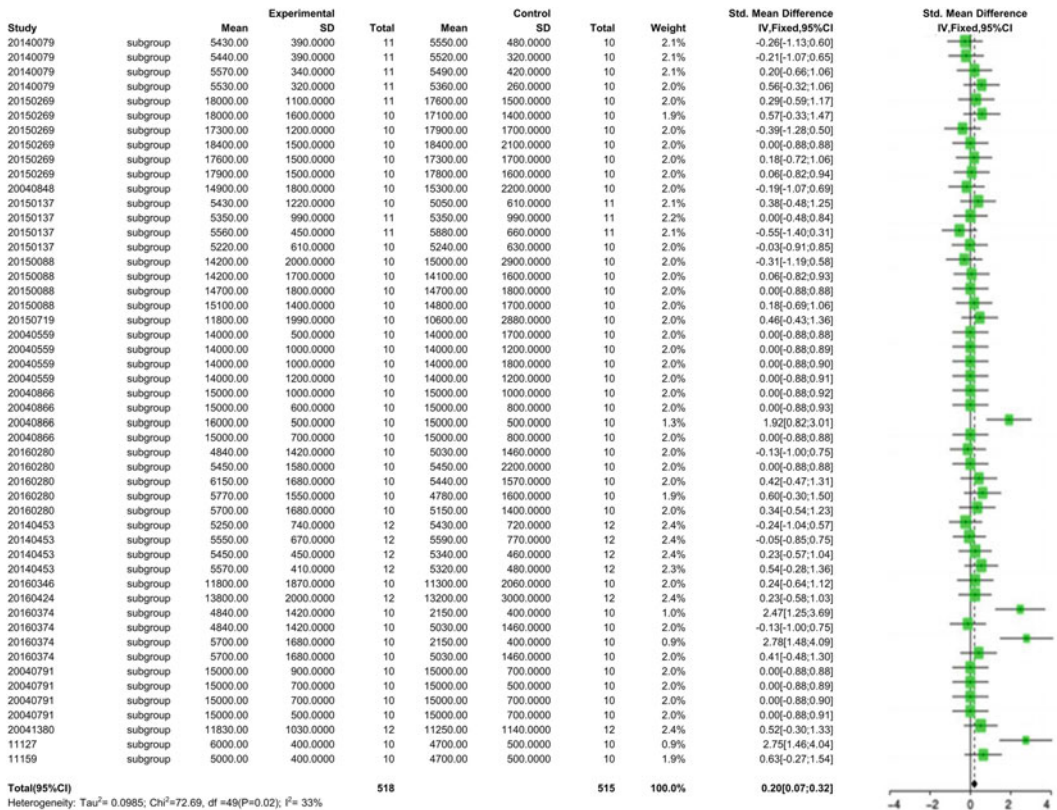 Experimental Control Std. Mean Difference Std. Mean Difference
Study Mean SD Total Mean SD Total Weight IV,Fixed,95%CI IV,Fixed,95%CI
20140079 subgroup 5430.00 390.0000 11 5550.00 480.0000 10 2.1% -0.26[-1.13;0.60]
20140079 subgroup 5440.00 390.0000 11 5520.00 320.0000 10 2.1% -0.21[-1.07;0.65]
20140079 subgroup 5570.00 340.0000 11 5490.00 420.0000 10 2.1% 0.20[-0.66;1.06]
20140079 subgroup 5530.00 320.0000 11 5360.00 260.0000 10 2.0% 0.56[-0.32;1.06]
20150269 subgroup 18000.00 1100.0000 11 17600.00 1500.0000 10 2.0% 0.29[-0.59;1.17]
20150269 subgroup 18000.00 1600.0000 10 17100.00 1400.0000 10 1.9% 0.57[-0.33;1.47]
20150269 subgroup 17300.00 1200.0000 10 17900.00 1700.0000 10 2.0% -0.39[-1.28;0.50]
20150269 subgroup 18400.00 1500.0000 10 18400.00 2100.0000 10 2.0% 0.00[-0.88;0.88]
20150269 subgroup 17600.00 1500.0000 10 17300.00 1700.0000 10 2.0% 0.18[-0.72;1.06]
20150269 subgroup 17900.00 1500.0000 10 17800.00 1600.0000 10 2.0% 0.06[-0.82;0.94]
20040848 subgroup 14900.00 1800.0000 10 15300.00 2200.0000 10 2.0% -0.19[-1.07;0.69]
20150137 subgroup 5430.00 1220.0000 10 5050.00 610.0000 11 2.1% 0.38[-0.48;1.25]
20150137 subgroup 5350.00 990.0000 11 5350.00 990.0000 11 2.2% 0.00[-0.48;0.84]
20150137 subgroup 5560.00 450.0000 11 5880.00 660.0000 11 2.1% -0.55[-1.40;0.31]
20150137 subgroup 5220.00 610.0000 10 5240.00 630.0000 10 2.0% -0.03[-0.91;0.85]
20150088 subgroup 14200.00 2000.0000 10 15000.00 2900.0000 10 2.0% -0.31[-1.19;0.58]
20150088 subgroup 14200.00 1700.0000 10 14100.00 1600.0000 10 2.0% 0.06[-0.82;0.93]
20150088 subgroup 14700.00 1800.0000 10 14700.00 1800.0000 10 2.0% 0.00[-0.88;0.88]
20150088 subgroup 15100.00 1400.0000 10 14800.00 1700.0000 10 2.0% 0.18[-0.69;1.06]
20150719 subgroup 11800.00 1990.0000 10 10600.00 2880.0000 10 2.0% 0.46[-0.43;1.36]
20040559 subgroup 14000.00 500.0000 10 14000.00 1700.0000 10 2.0% 0.00[-0.88;0.88]
20040559 subgroup 14000.00 1000.0000 10 14000.00 1200.0000 10 2.0% 0.00[-0.88;0.89]
20040559 subgroup 14000.00 1000.0000 10 14000.00 1800.0000 10 2.0% 0.00[-0.88;0.90]
20040559 subgroup 14000.00 1200.0000 10 14000.00 1200.0000 10 2.0% 0.00[-0.88;0.91]
20040866 subgroup 15000.00 1000.0000 10 15000.00 1000.0000 10 2.0% 0.00[-0.88;0.92]
20040866 subgroup 15000.00 600.0000 10 15000.00 800.0000 10 2.0% 0.00[-0.88;0.93]
20040866 subgroup 16000.00 500.0000 10 15000.00 500.0000 10 1.3% 1.92[0.82;3.01]
20040866 subgroup 15000.00 700.0000 10 15000.00 800.0000 10 2.0% 0.00[-0.88;0.88]
20160280 subgroup 4840.00 1420.0000 10 5030.00 1460.0000 10 2.0% -0.13[-1.00;0.75]
20160280 subgroup 5450.00 1580.0000 10 5450.00 2200.0000 10 2.0% 0.00[-0.88;0.88]
20160280 subgroup 6150.00 1680.0000 10 5440.00 1570.0000 10 2.0% 0.42[-0.47;1.31]
20160280 subgroup 5770.00 1550.0000 10 4780.00 1600.0000 10 1.9% 0.60[-0.30;1.50]
20160280 subgroup 5700.00 1680.0000 10 5150.00 1400.0000 10 2.0% 0.34[-0.54;1.23]
20140453 subgroup 5250.00 740.0000 12 5430.00 720.0000 12 2.4% -0.24[-1.04;0.57]
20140453 subgroup 5550.00 670.0000 12 5590.00 770.0000 12 2.4% -0.05[-0.85;0.75]
20140453 subgroup 5450.00 450.0000 12 5340.00 460.0000 12 2.4% 0.23[-0.57;1.04]
20140453 subgroup 5570.00 410.0000 12 5320.00 480.0000 12 2.3% 0.54[-0.28;1.36]
20160346 subgroup 11800.00 1870.0000 10 11300.00 2060.0000 10 2.0% 0.24[-0.64;1.12]
20160424 subgroup 13800.00 2000.0000 12 13200.00 3000.0000 12 2.4% 0.23[-0.58;1.03]
20160374 subgroup 4840.00 1420.0000 10 2150.00 400.0000 10 1.0% 2.47[1.25;3.69]
20160374 subgroup 4840.00 1420.0000 10 5030.00 1460.0000 10 2.0% -0.13[-1.00;0.75]
20160374 subgroup 5700.00 1680.0000 10 2150.00 400.0000 10 0.9% 2.78[1.48;4.09]
20160374 subgroup 5700.00 1680.0000 10 5030.00 1460.0000 10 2.0% 0.41[-0.48;1.30]
20040791 subgroup 15000.00 900.0000 10 15000.00 700.0000 10 2.0% 0.00[-0.88;0.88]
20040791 subgroup 15000.00 700.0000 10 15000.00 500.0000 10 2.0% 0.00[-0.88;0.89]
20040791 subgroup 15000.00 700.0000 10 15000.00 700.0000 10 2.0% 0.00[-0.88;0.90]
20040791 subgroup 15000.00 500.0000 10 15000.00 700.0000 10 2.0% 0.00[-0.88;0.91]
20041380 subgroup 11830.00 1030.0000 12 11250.00 1140.0000 12 2.4% 0.52[-0.30;1.33]
11127 subgroup 6000.00 400.0000 10 4700.00 500.0000 10 0.9% 2.75[1.46;4.04]
11159 subgroup 5000.00 400.0000 10 4700.00 500.0000 10 1.9% 0.63[-0.27;1.54]
Total(95%CI) 518 515 100.0% 0.20[0.07;0.32]
Heterogeneity: Tau²= 0.0985; Chi²=72.69, df =49(P=0.02); I²= 33%
-4 -2 0 2 4